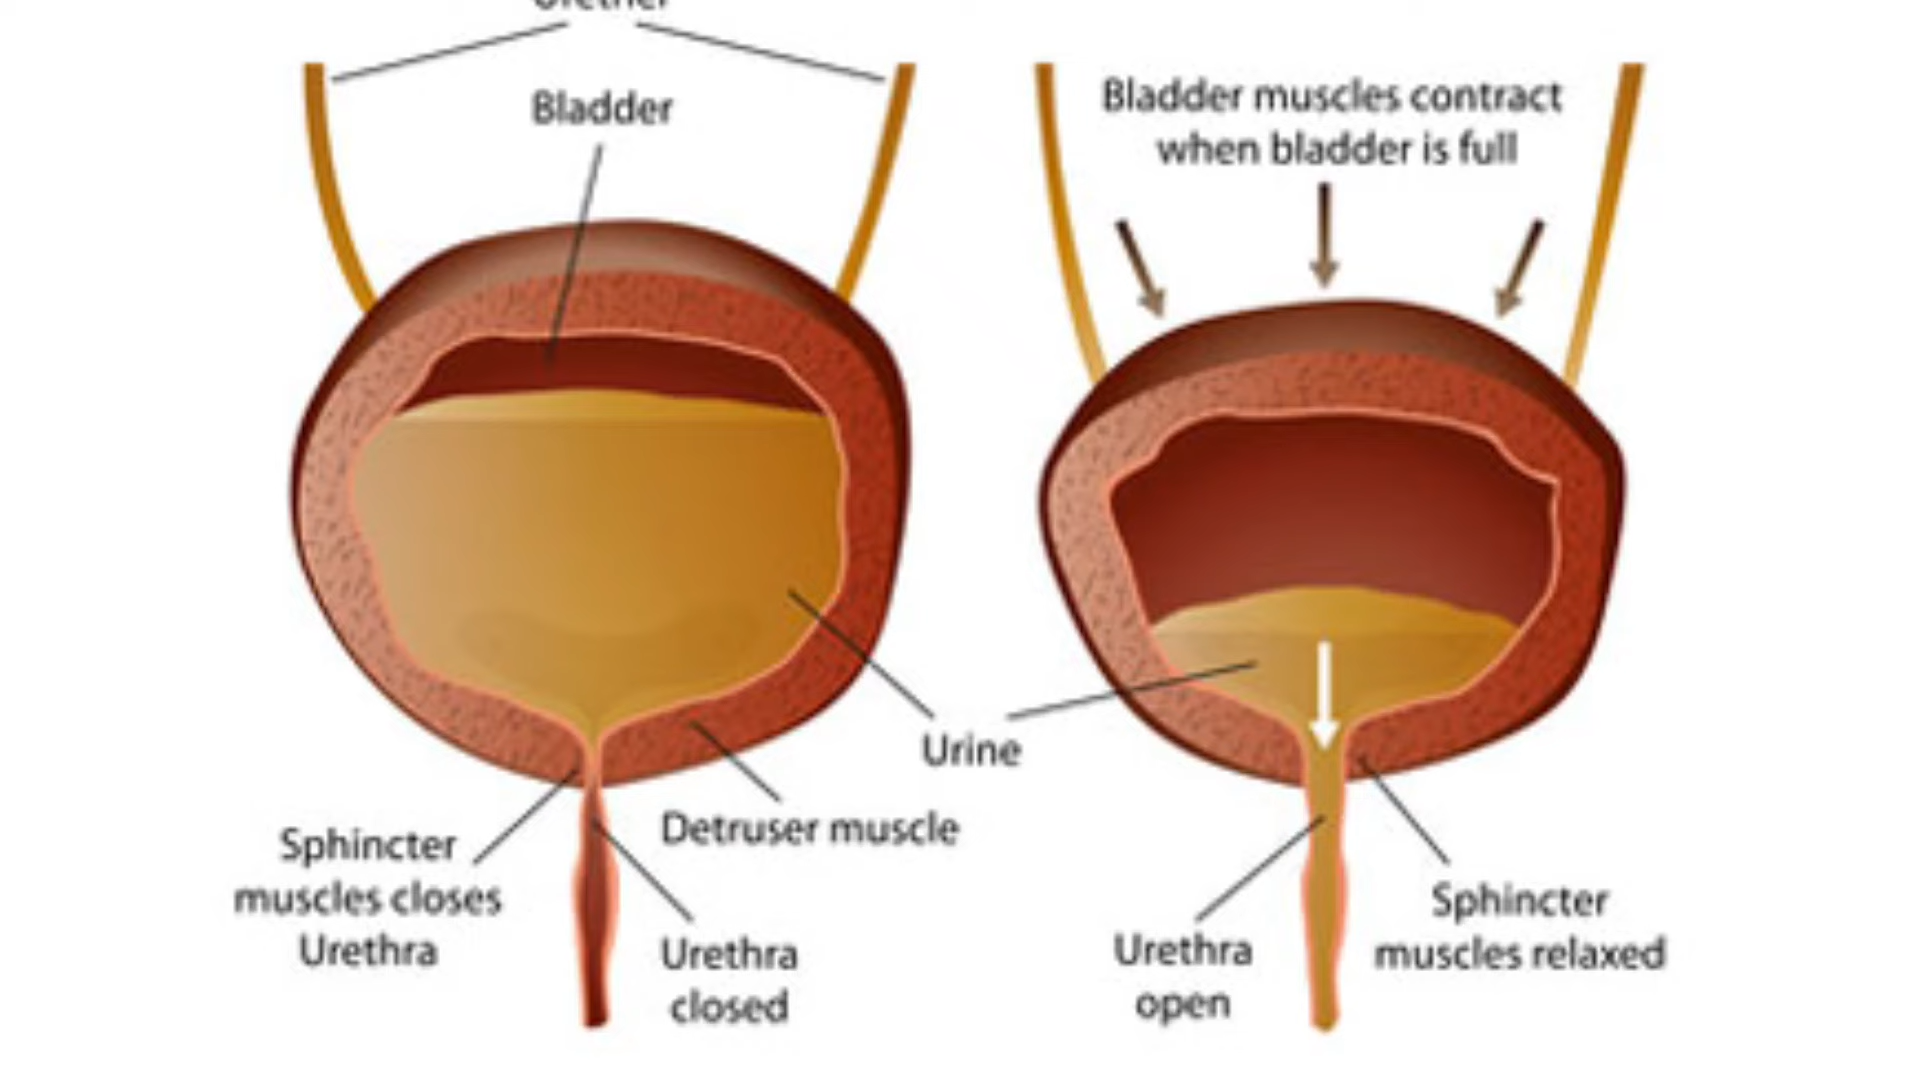 Bladder
Bladder muscles contract
when bladder is full
Urine
Detruser muscle
Sphincter
muscles closes
Urethra
Urethra
closed
Urethra
open
Sphincter
muscles relaxed